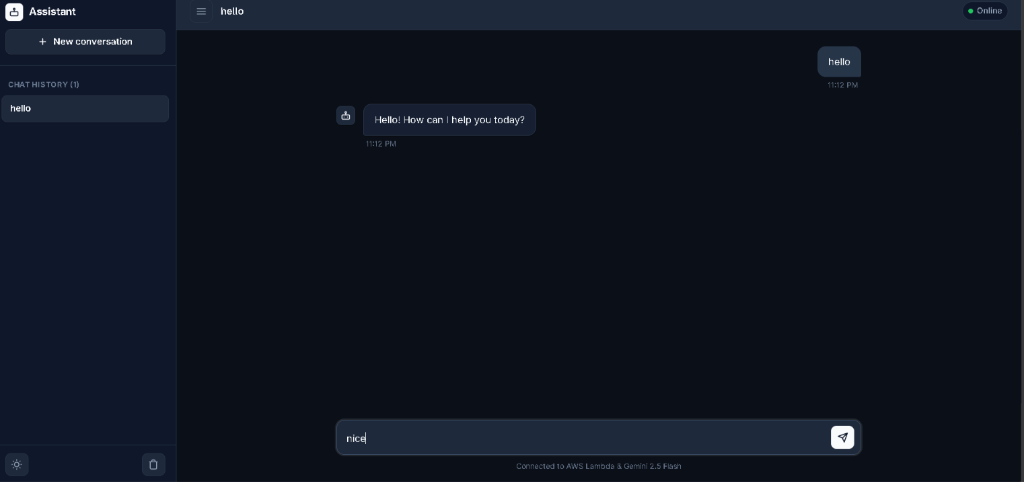 Assistant
hello
Online
+ New conversation
CHAT HISTORY (1)
hello
hello
11:12 PM
Hello! How can I help you today?
11:12 PM
nice
Connected to AWS Lambda & Gemini 2.5 Flash